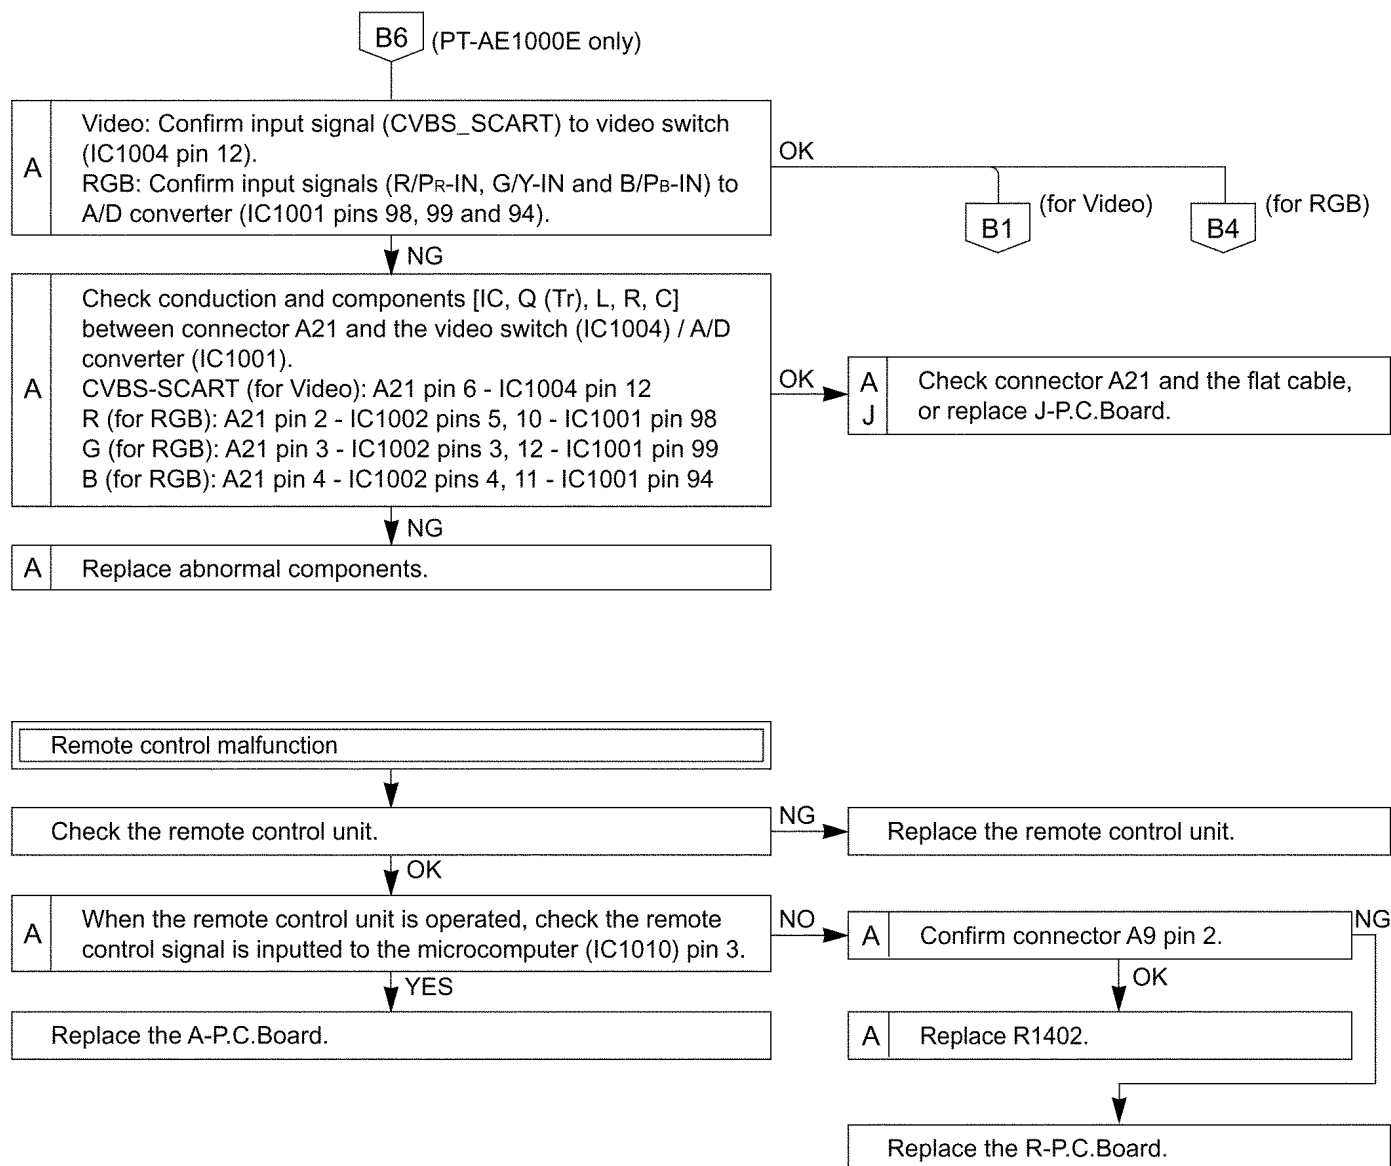 B6 (PT-AE1000E only)
A
Video: Confirm input signal (CVBS_SCART) to video switch
(IC1004 pin 12).
RGB: Confirm input signals (R/PR-IN, G/Y-IN and B/PB-IN) to
A/D converter (IC1001 pins 98, 99 and 94).
OK
B1 (for Video)
B4 (for RGB)
NG
A
Check conduction and components [IC, Q (Tr), L, R, C]
between connector A21 and the video switch (IC1004) / A/D
converter (IC1001).
CVBS-SCART (for Video): A21 pin 6 - IC1004 pin 12
R (for RGB): A21 pin 2 - IC1002 pins 5, 10 - IC1001 pin 98
G (for RGB): A21 pin 3 - IC1002 pins 3, 12 - IC1001 pin 99
B (for RGB): A21 pin 4 - IC1002 pins 4, 11 - IC1001 pin 94
OK
A
J
Check connector A21 and the flat cable,
or replace J-P.C.Board.
NG
A
Replace abnormal components.
Remote control malfunction
Check the remote control unit.
NG
Replace the remote control unit.
OK
A
When the remote control unit is operated, check the remote
control signal is inputted to the microcomputer (IC1010) pin 3.
NO
A
Confirm connector A9 pin 2.
NG
YES
OK
Replace the A-P.C.Board.
A
Replace R1402.
Replace the R-P.C.Board.